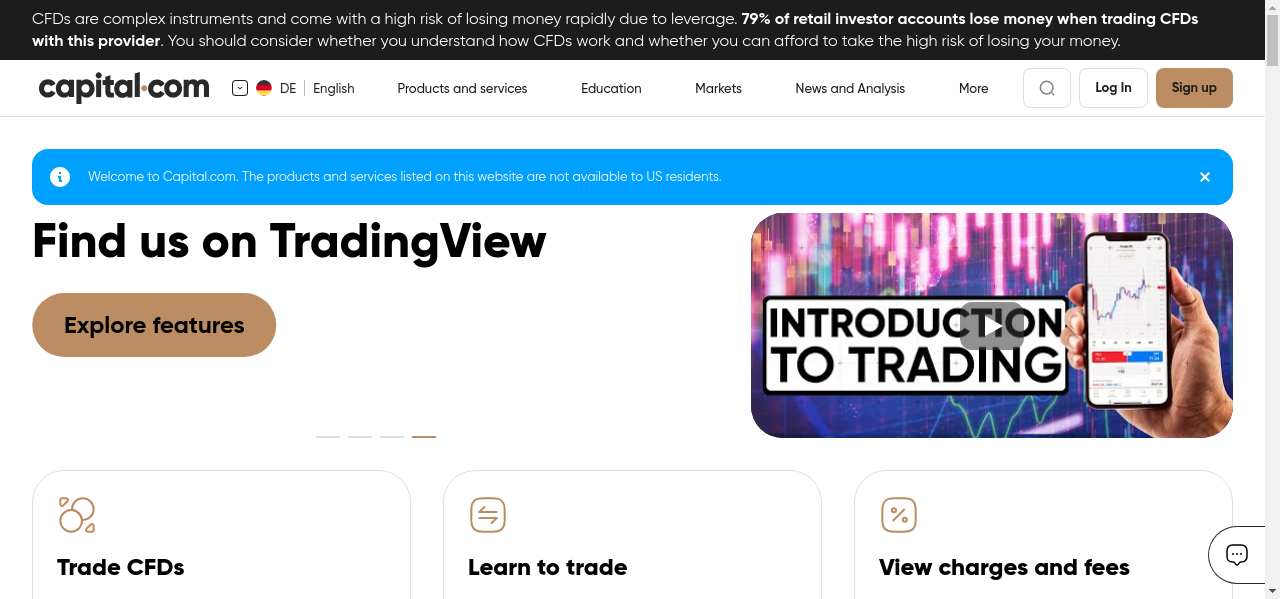 CFDs are complex instruments and come with a high risk of losing money rapidly due to leverage. 79% of retail investor accounts lose money when trading CFDs
with this provider. You should consider whether you understand how CFDs work and whether you can afford to take the high risk of losing your money.
capital.com DE English Products and services Education Markets News and Analysis More Log In Sign up
Welcome to Capital.com. The products and services listed on this website are not available to US residents.
Find us on TradingView
Explore features
INTRODUCTION
TO TRADING
Trade CFDs Learn to trade View charges and fees